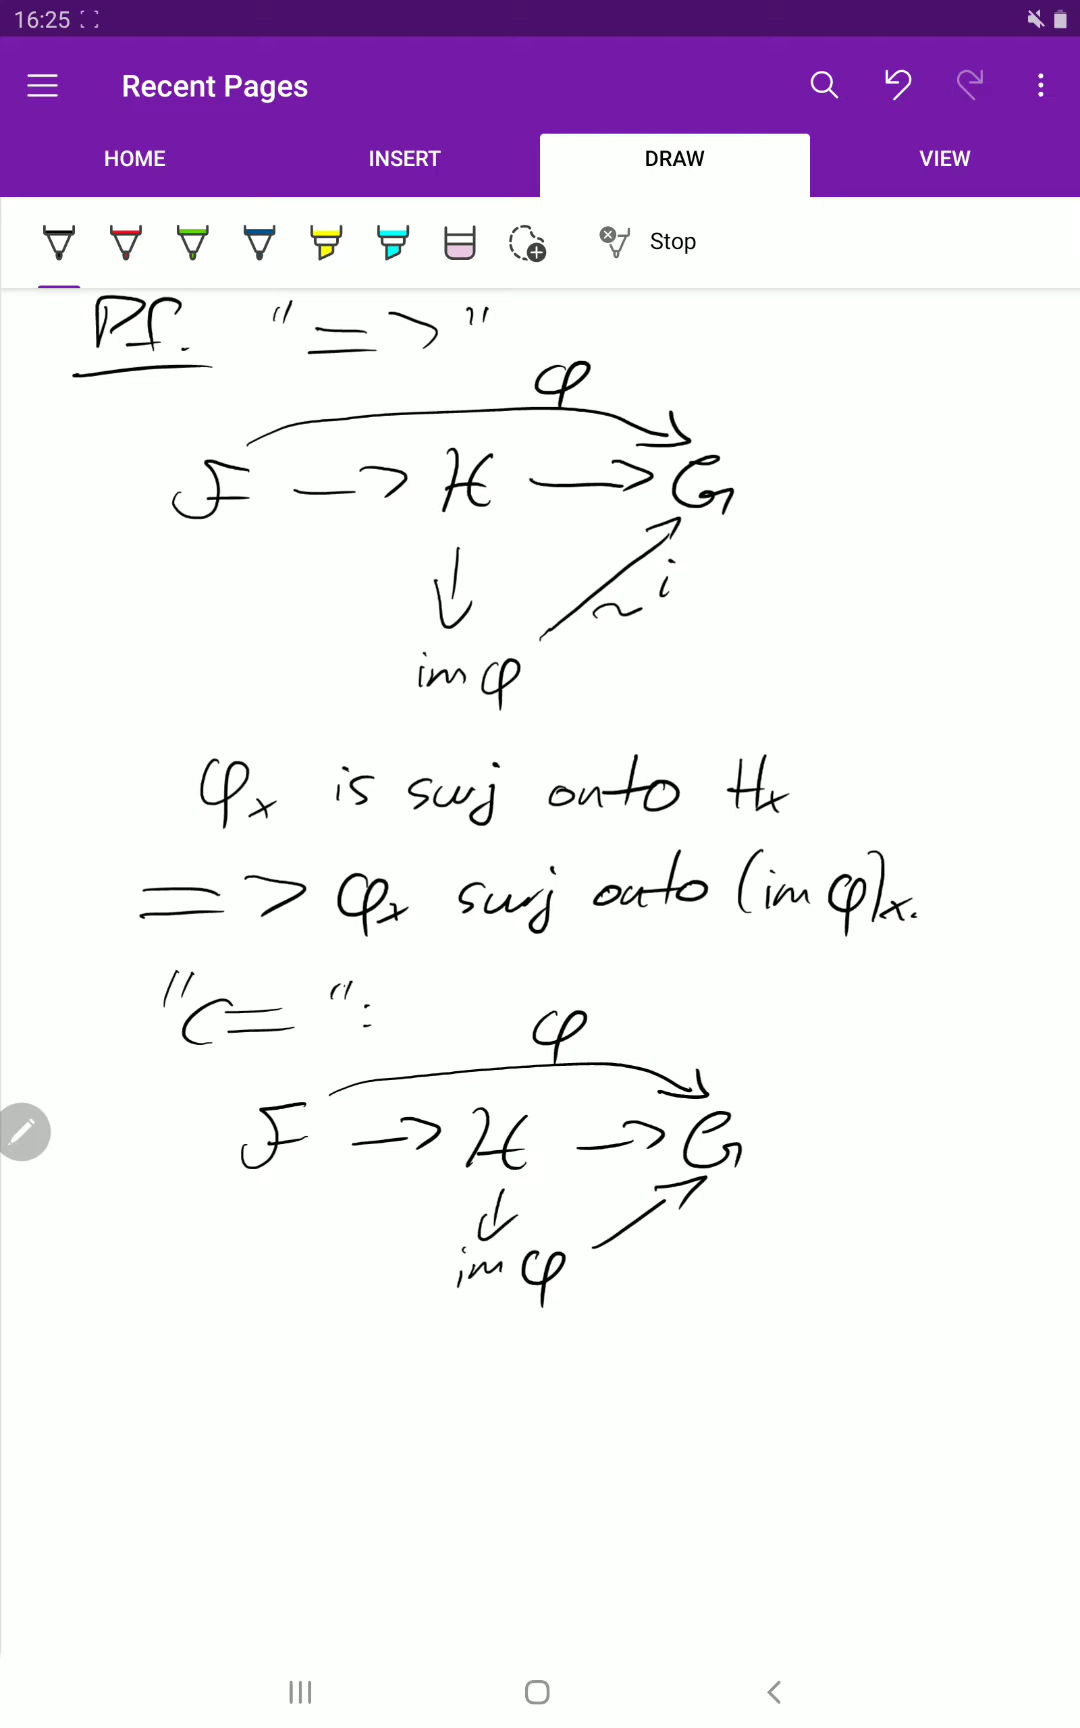 16:25
Recent Pages
HOME INSERT DRAW VIEW
Stop
Pf. "=>"
φ
F —> H —> G
↓ ~ i
im φ
φx is surj onto Hx
=> φx surj onto (im φ)x.
"<=":
φ
F —> H —> G
↓
im φ